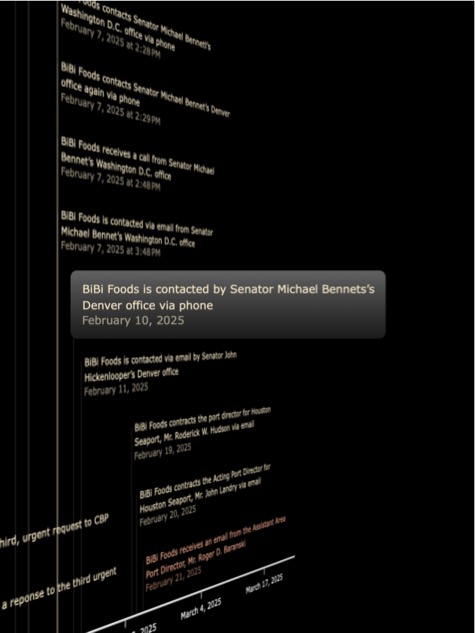 BiBi Foods contacts Senator Michael Bennet's
Washington D.C. office via phone
February 7, 2025 at 2:28PM
BiBi Foods contacts Senator Michael Bennet's Denver
office again via phone
February 7, 2025 at 2:29PM
BiBi Foods receives a call from Senator Michael
Bennet's Washington D.C. office
February 7, 2025 at 2:48PM
BiBi Foods is contacted via email from Senator
Michael Bennet's Washington D.C. office
February 7, 2025 at 3:48PM
BiBi Foods is contacted by Senator Michael Bennets's
Denver office via phone
February 10, 2025
BiBi Foods is contacted via email by Senator John
Hickenlooper's Denver office
February 11, 2025
BiBi Foods contracts the port director for Houston
Seaport, Mr. Roderick W. Hudson via email
February 19, 2025
BiBi Foods contracts the Acting Port Director for
Houston Seaport, Mr. John Landry via email
February 20, 2025
hird, urgent request to CBP
BiBi Foods receives an email from the Assistant Area
Port Director, Mr. Roger D. Baranski
February 21, 2025
a reponse to the third urgent
, 2025
March 4, 2025
March 17, 2025